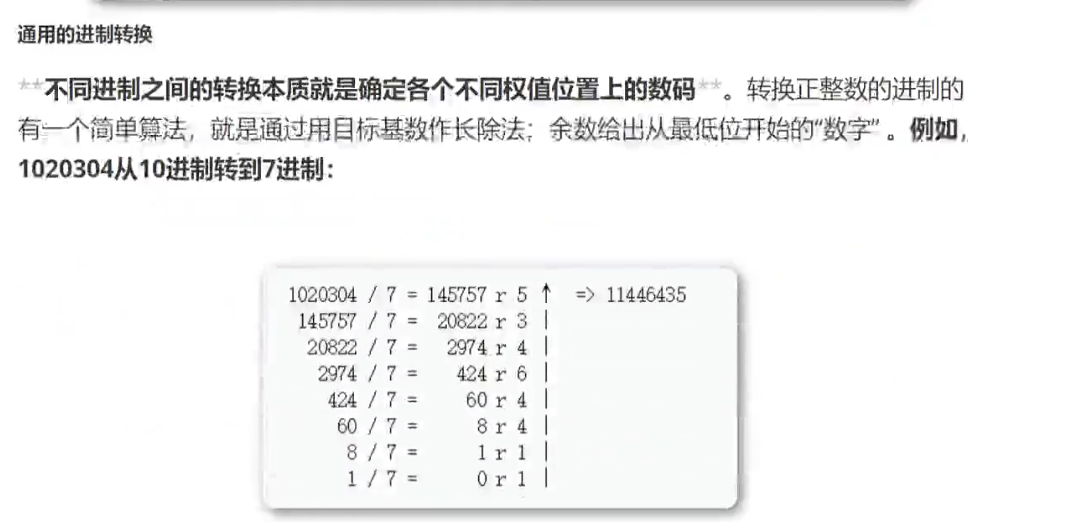 通用的进制转换
**不同进制之间的转换本质就是确定各个不同权值位置上的数码**。转换正整数的进制的
有一个简单算法，就是通过用目标基数作长除法；余数给出从最低位开始的“数字”。例如，
1020304从10进制转到7进制：
1020304 / 7 = 145757 r 5 ↑ => 11446435
145757 / 7 = 20822 r 3 |
20822 / 7 = 2974 r 4 |
2974 / 7 = 424 r 6 |
424 / 7 = 60 r 4 |
60 / 7 = 8 r 4 |
8 / 7 = 1 r 1 |
1 / 7 = 0 r 1 |